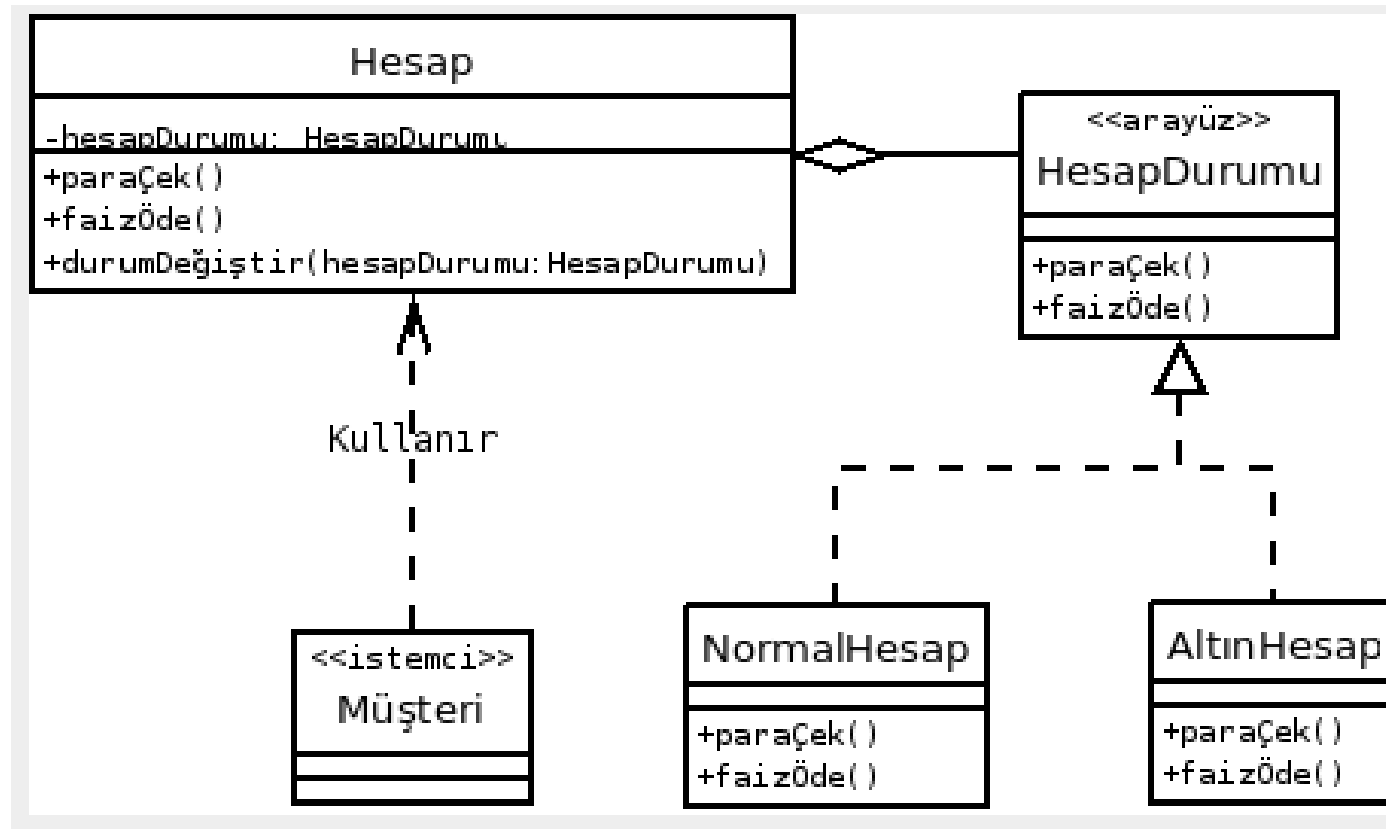 Hesap
-hesapDurumu: HesapDurumu
+paraÇek()
+faizÖde()
+durumDeğiştir(hesapDurumu:HesapDurumu)
<<arayüz>>
HesapDurumu
+paraÇek()
+faizÖde()
Kullanır
<<istemci>>
Müşteri
NormalHesap
+paraÇek()
+faizÖde()
AltınHesap
+paraÇek()
+faizÖde()